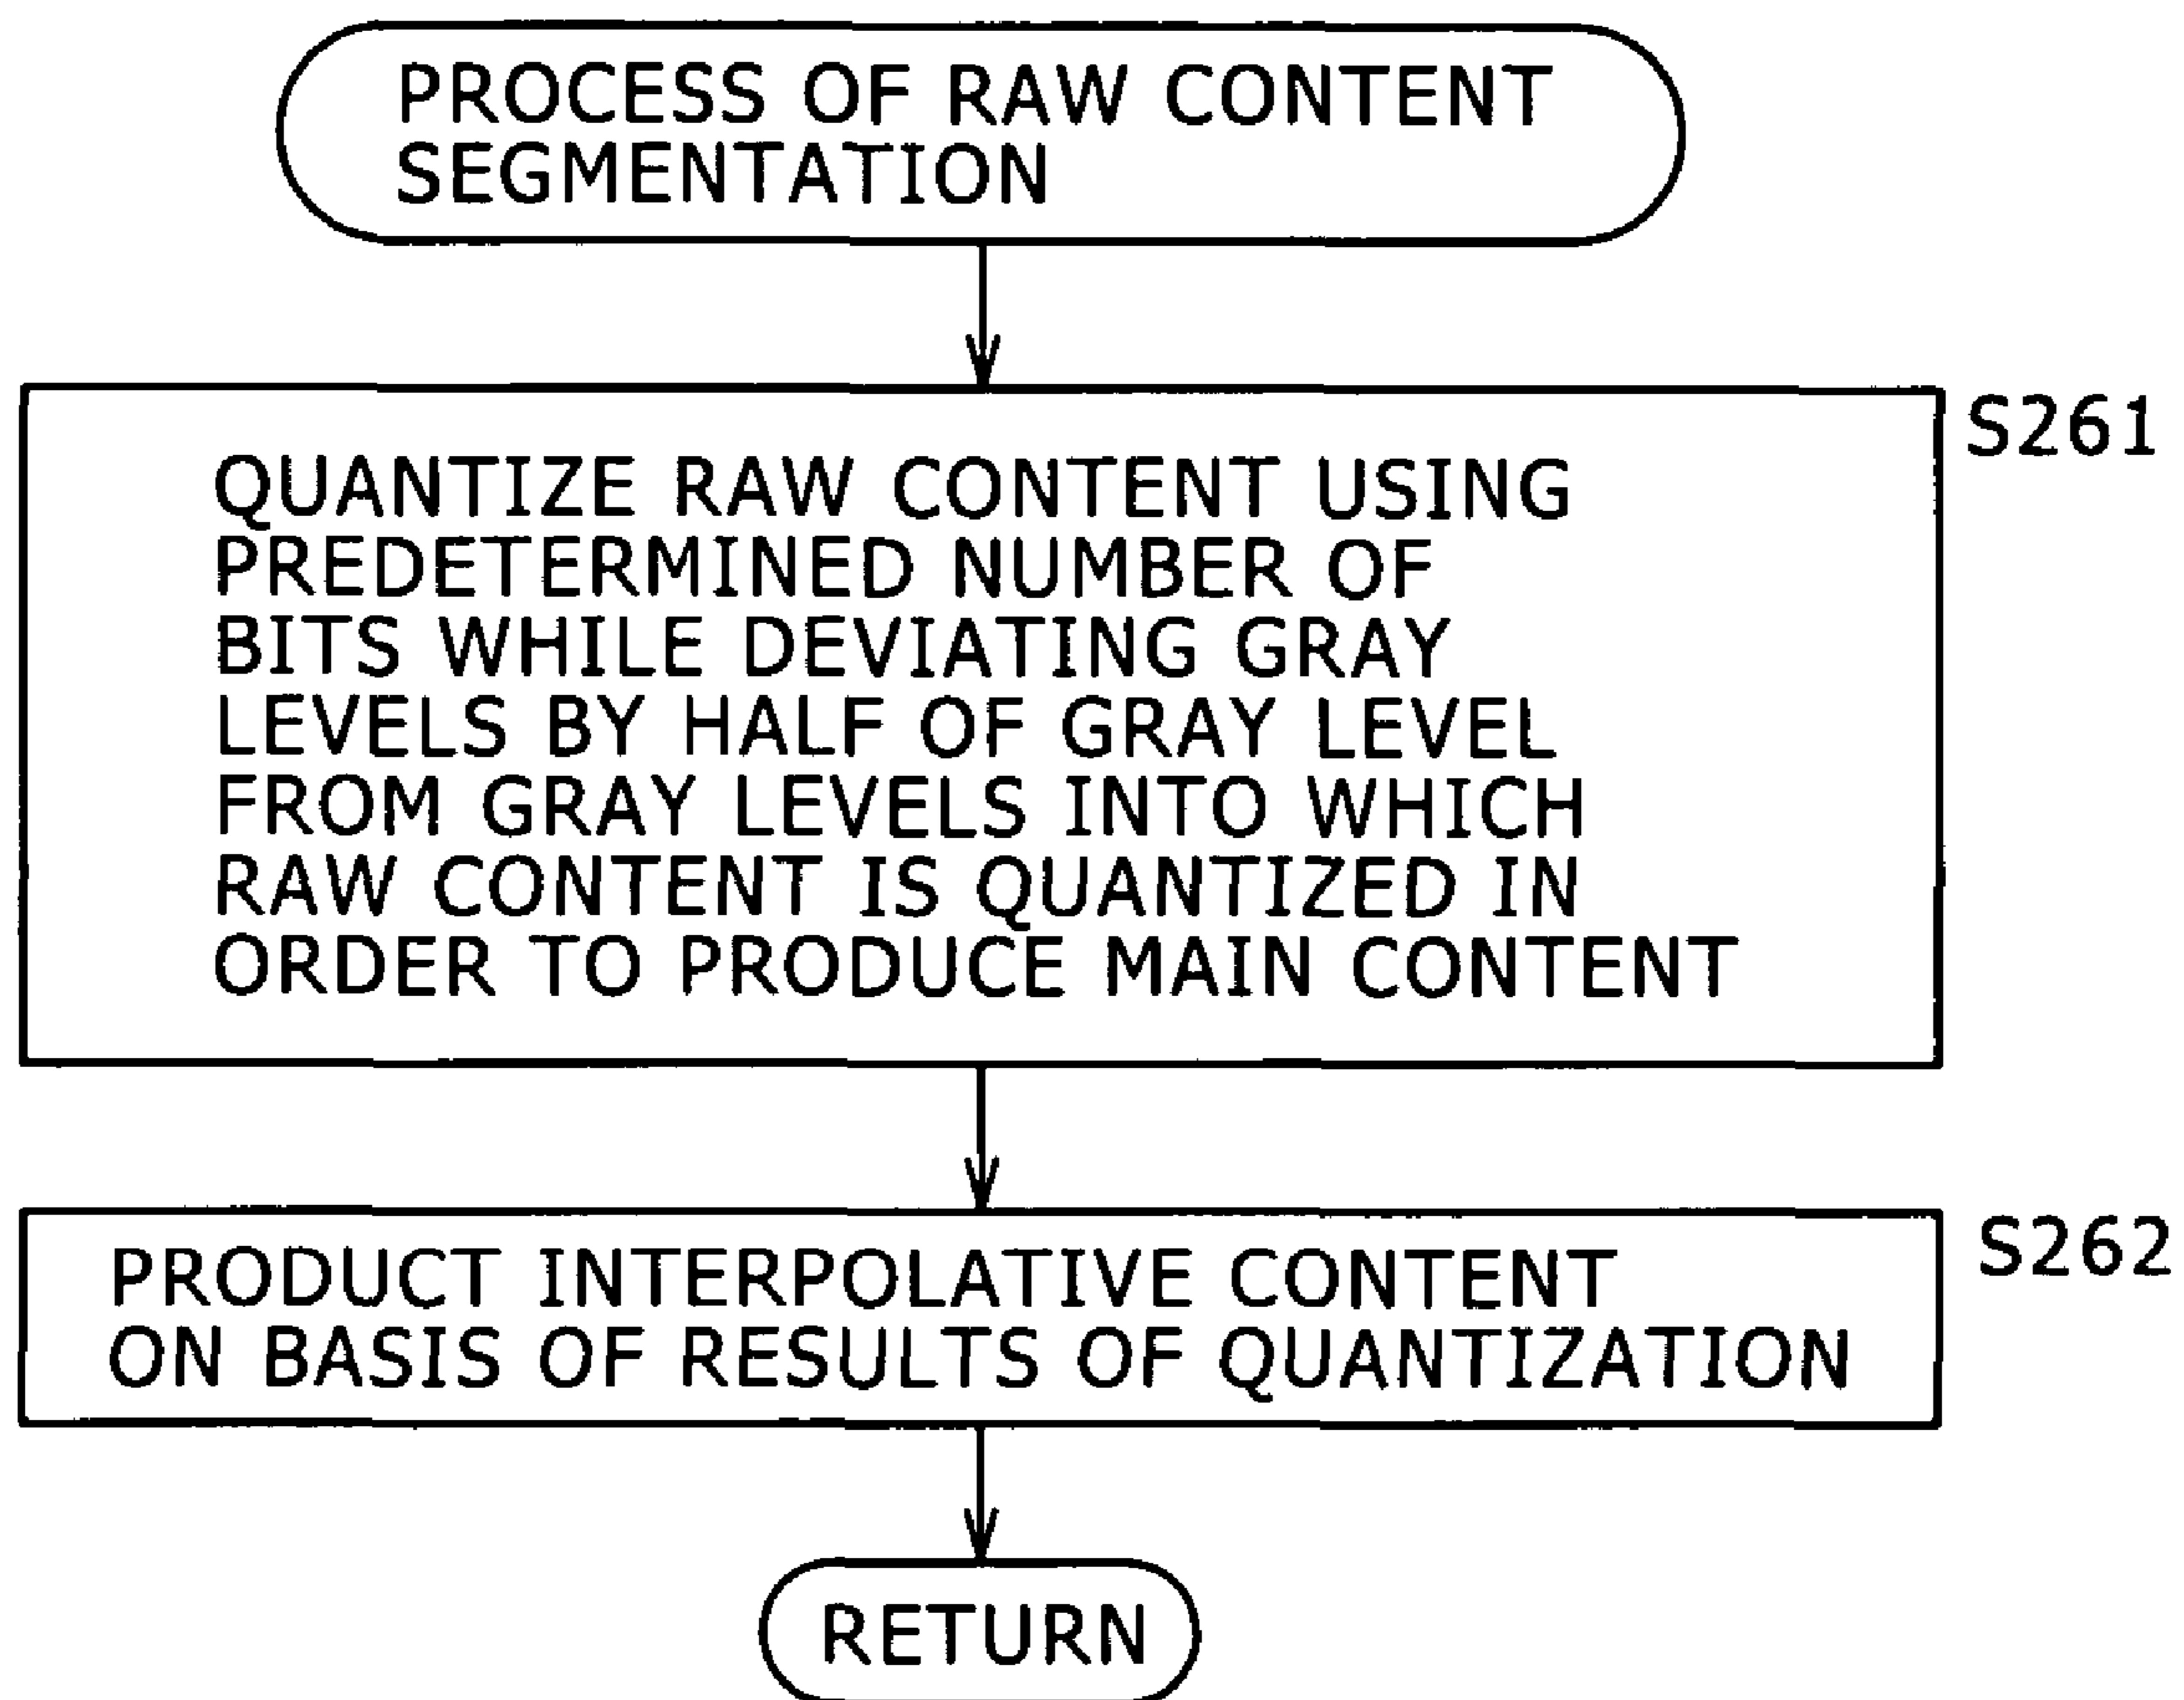 PROCESS OF RAW CONTENT
SEGMENTATION
S261
QUANTIZE RAW CONTENT USING
PREDETERMINED NUMBER OF
BITS WHILE DEVIATING GRAY
LEVELS BY HALF OF GRAY LEVEL
FROM GRAY LEVELS INTO WHICH
RAW CONTENT IS QUANTIZED IN
ORDER TO PRODUCE MAIN CONTENT
S262
PRODUCT INTERPOLATIVE CONTENT
ON BASIS OF RESULTS OF QUANTIZATION
RETURN